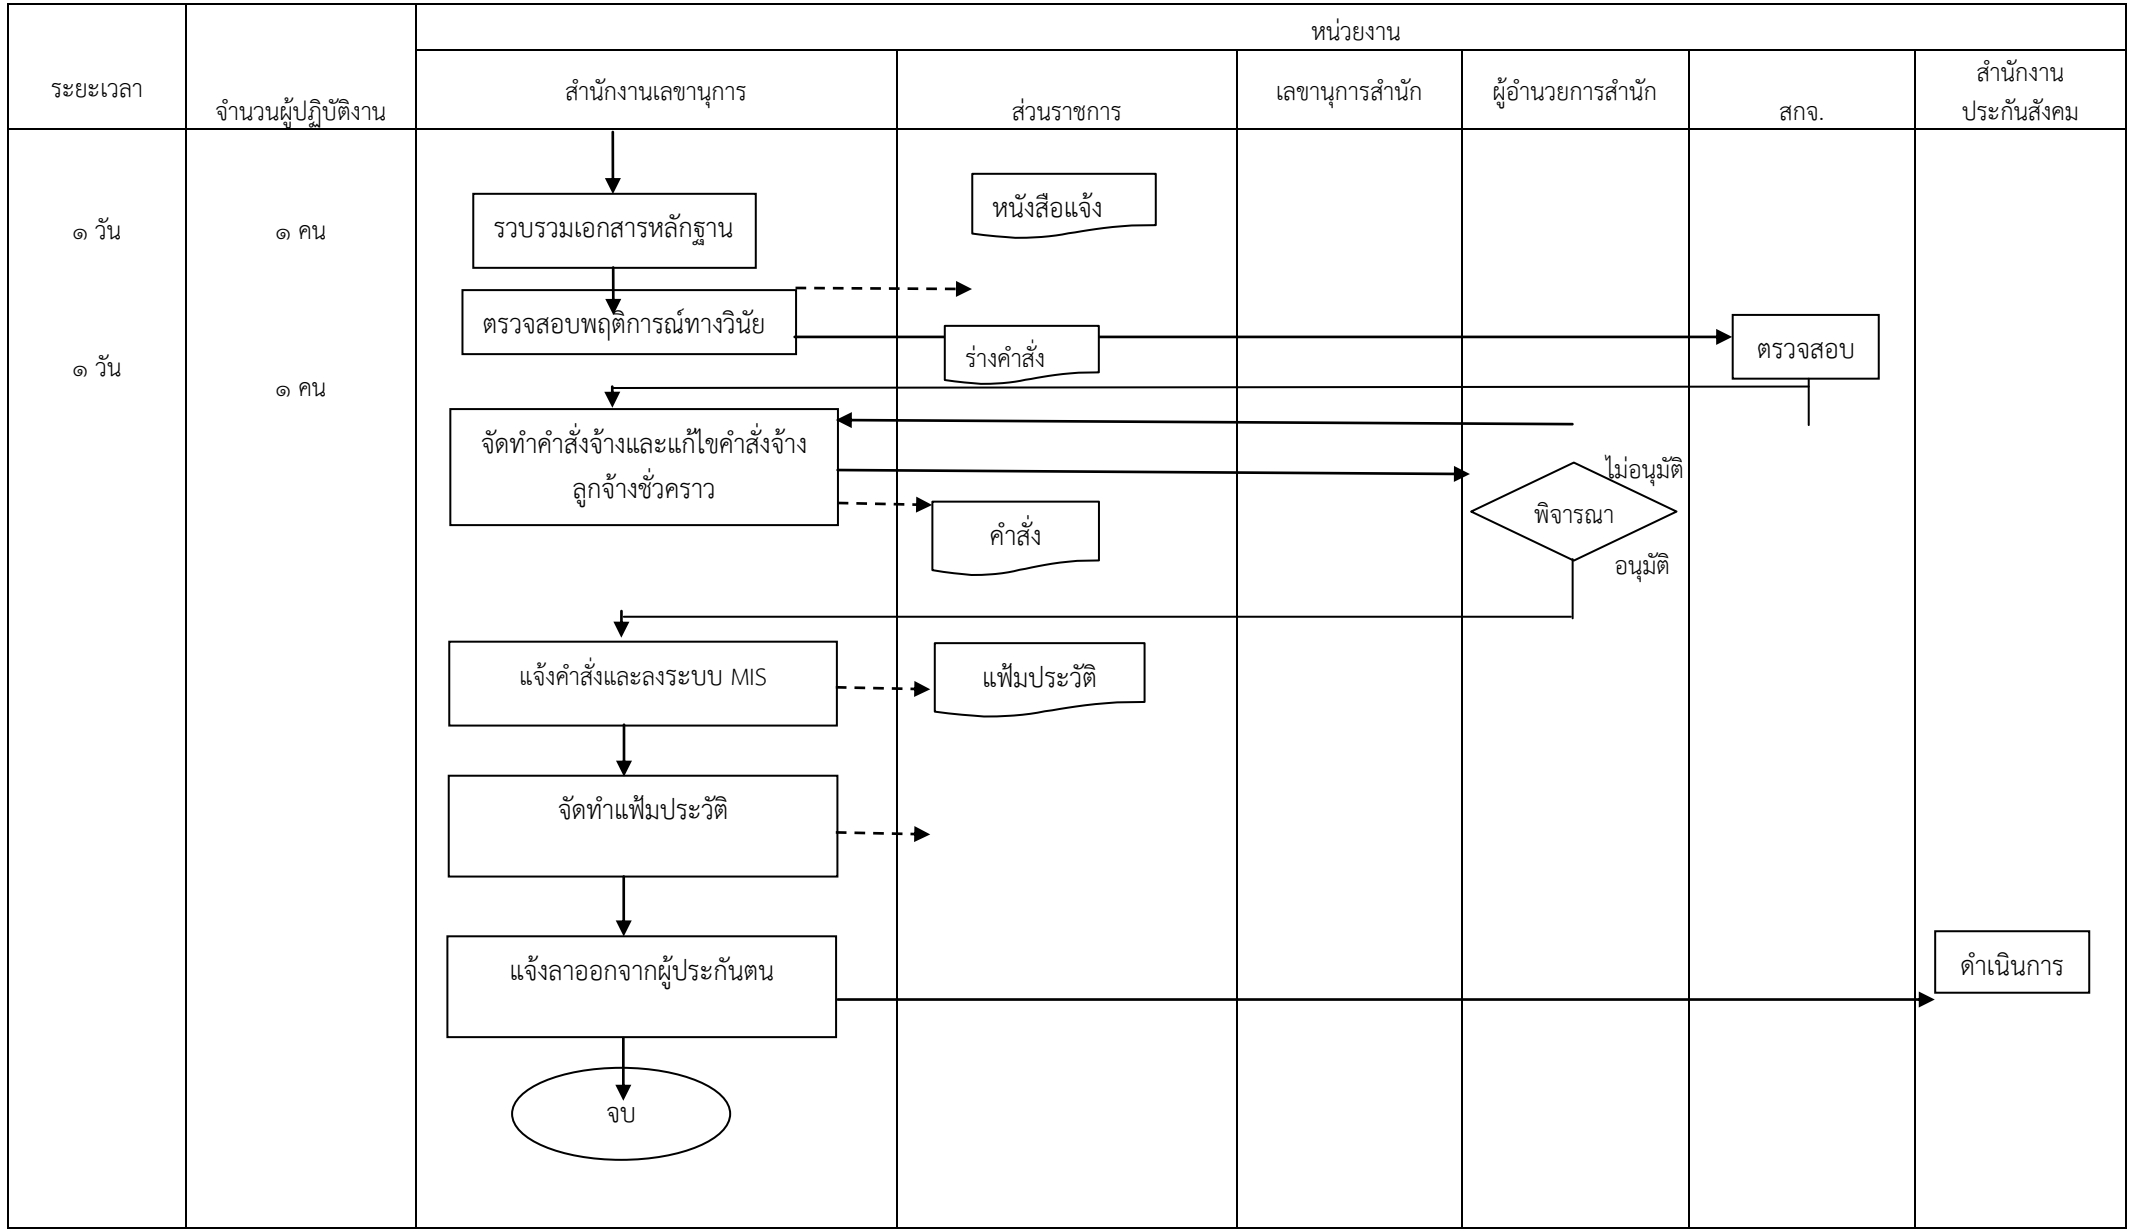 หน่วยงาน
ระยะเวลา
จำนวนผู้ปฏิบัติงาน
สำนักงานเลขานุการ
ส่วนราชการ
เลขานุการสำนัก
ผู้อำนวยการสำนัก
สกจ.
สำนักงาน
ประกันสังคม
๑ วัน
๑ คน
รวบรวมเอกสารหลักฐาน
หนังสือแจ้ง
ตรวจสอบพฤติการณ์ทางวินัย
ร่างคำสั่ง
ตรวจสอบ
๑ วัน
๑ คน
จัดทำคำสั่งจ้างและแก้ไขคำสั่งจ้าง
ลูกจ้างชั่วคราว
ไม่อนุมัติ
พิจารณา
คำสั่ง
อนุมัติ
แจ้งคำสั่งและลงระบบ MIS
แฟ้มประวัติ
จัดทำแฟ้มประวัติ
แจ้งลาออกจากผู้ประกันตน
ดำเนินการ
จบ